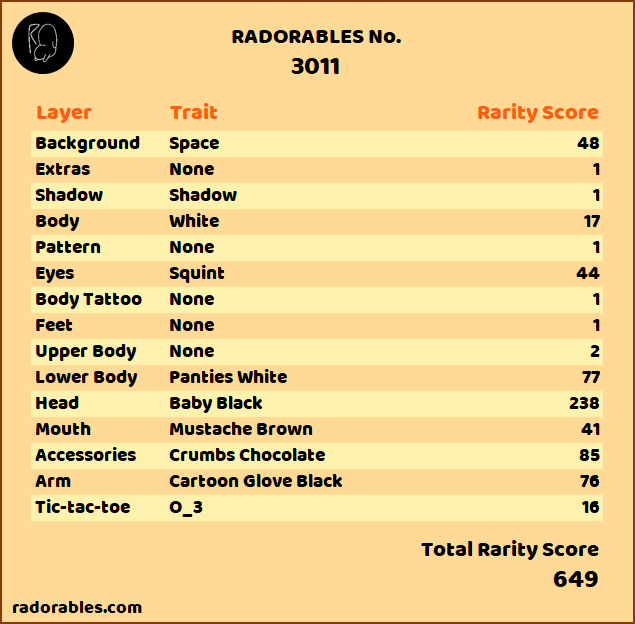 RADORABLES No.
3011
Layer Trait Rarity Score
Background Space 48
Extras None 1
Shadow Shadow 1
Body White 17
Pattern None 1
Eyes Squint 44
Body Tattoo None 1
Feet None 1
Upper Body None 2
Lower Body Panties White 77
Head Baby Black 238
Mouth Mustache Brown 41
Accessories Crumbs Chocolate 85
Arm Cartoon Glove Black 76
Tic-tac-toe O_3 16
Total Rarity Score
649
radorables.com